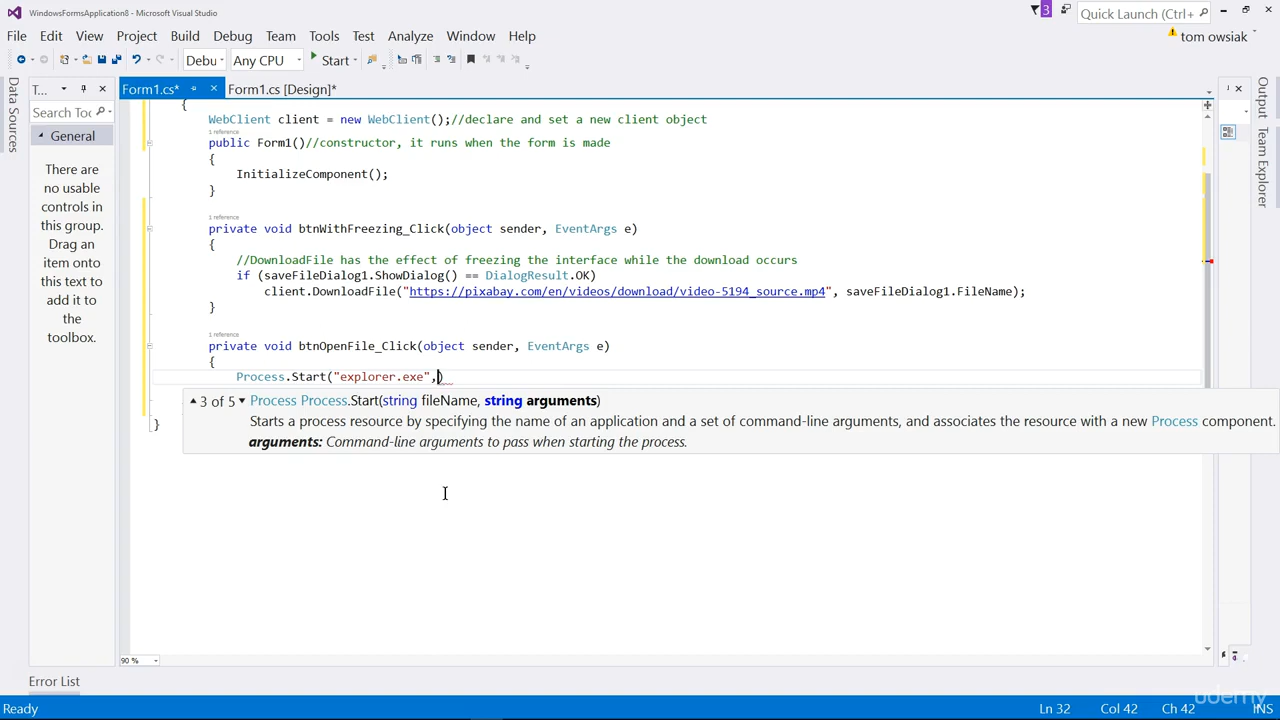 WindowsFormsApplication8 - Microsoft Visual Studio
3
Quick Launch (Ctrl+
File Edit View Project Build Debug Team Tools Test Analyze Window Help
tom owsiak
Debu Any CPU Start
Data Sources
T...
Form1.cs*
Form1.cs [Design]*
Search Too
General
There are
no usable
controls in
this group.
Drag an
item onto
this text to
add it to
the
toolbox.
{
WebClient client = new WebClient();//declare and set a new client object
1 reference
public Form1()//constructor, it runs when the form is made
{
InitializeComponent();
}
1 reference
private void btnWithFreezing_Click(object sender, EventArgs e)
{
//DownloadFile has the effect of freezing the interface while the download occurs
if (saveFileDialog1.ShowDialog() == DialogResult.OK)
client.DownloadFile("https://pixabay.com/en/videos/download/video-5194_source.mp4", saveFileDialog1.FileName);
}
1 reference
private void btnOpenFile_Click(object sender, EventArgs e)
{
Process.Start("explorer.exe",)
3 of 5 Process Process.Start(string fileName, string arguments)
Starts a process resource by specifying the name of an application and a set of command-line arguments, and associates the resource with a new Process component.
arguments: Command-line arguments to pass when starting the process.
}
Output
Team Explorer
90 %
Error List
Ready
Ln 32 Col 42 Ch 42 INS
udemy